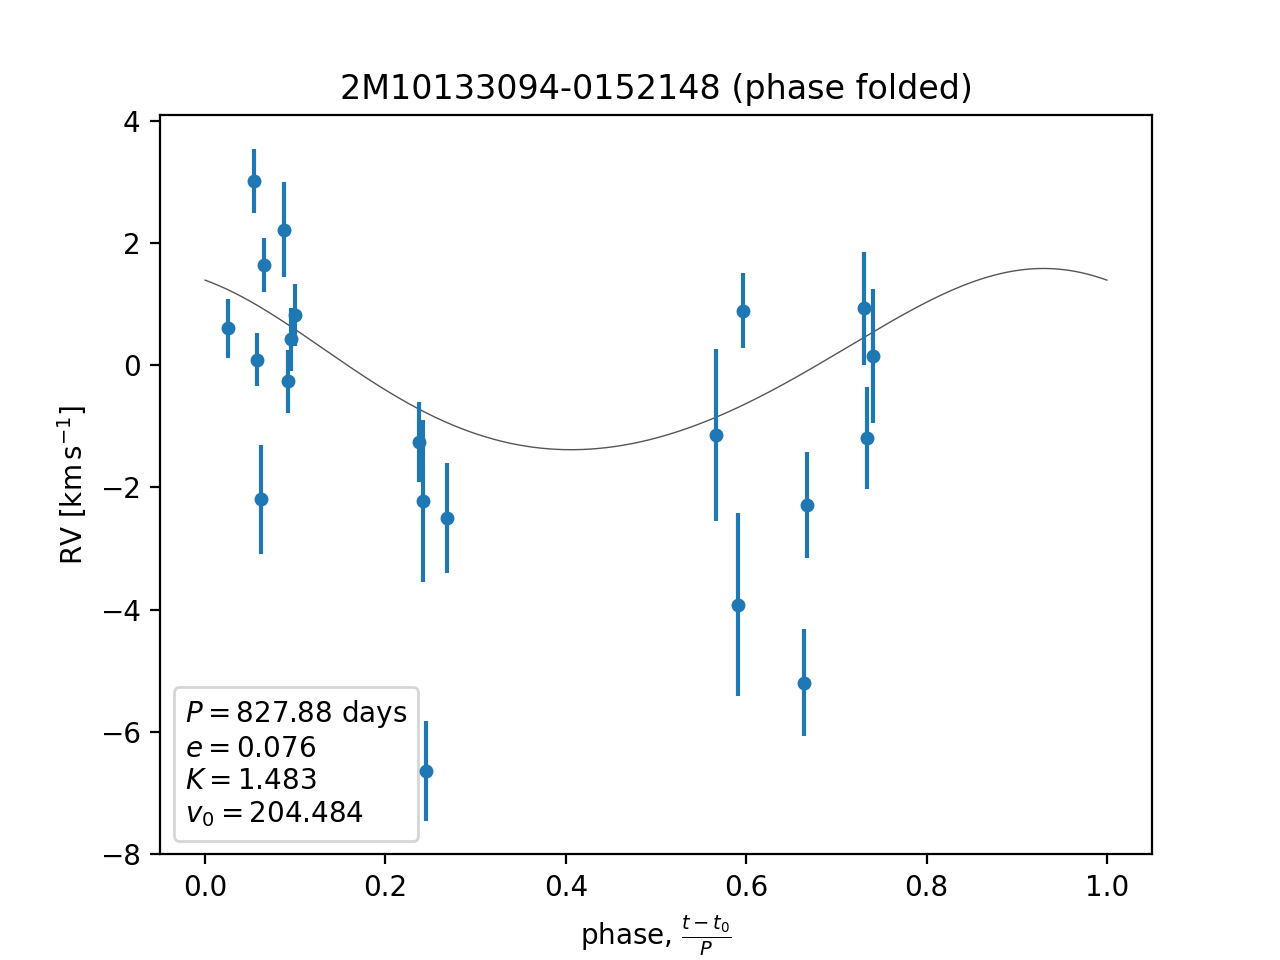 2M10133094-0152148 (phase folded)
4
2
0
−2
−4
−6
−8
RV [km s⁻¹]
P = 827.88 days
e = 0.076
K = 1.483
v₀ = 204.484
0.0 0.2 0.4 0.6 0.8 1.0
phase, (t − t₀)/P